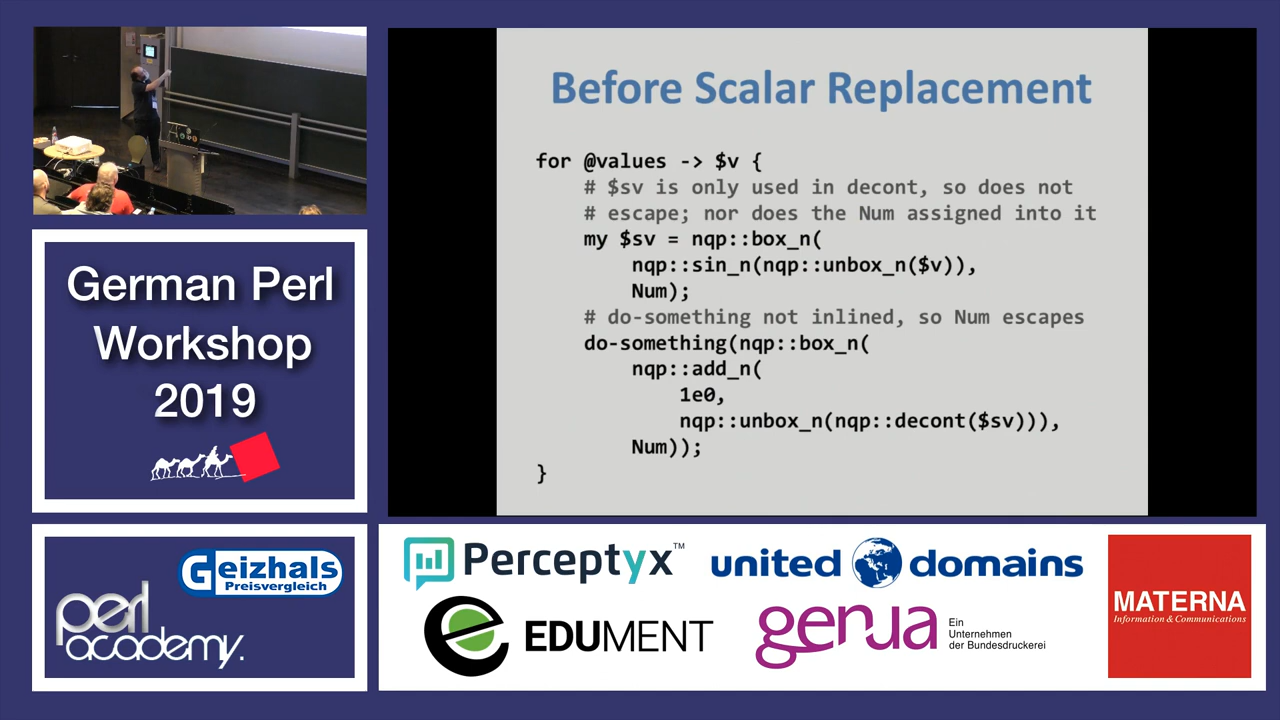 Before Scalar Replacement
for @values -> $v {
# $sv is only used in decont, so does not
# escape; nor does the Num assigned into it
my $sv = nqp::box_n(
nqp::sin_n(nqp::unbox_n($v)),
Num);
# do-something not inlined, so Num escapes
do-something(nqp::box_n(
nqp::add_n(
1e0,
nqp::unbox_n(nqp::decont($sv))),
Num));
}
German Perl
Workshop
2019
Geizhals
Preisvergleich
perl
academy.
Perceptyx™
united domains
EDUMENT
genua
Ein
Unternehmen
der Bundesdruckerei
MATERNA
Information & Communications